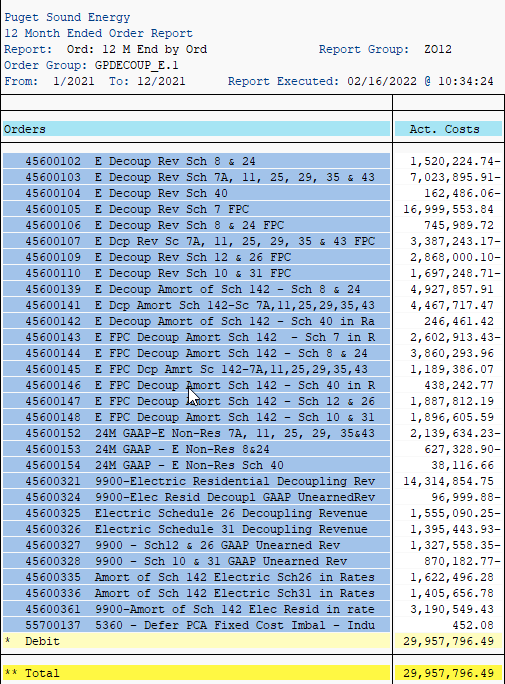 Puget Sound Energy
12 Month Ended Order Report
Report: Ord: 12 M End by Ord Report Group: ZO12
Order Group: GPDECOUP_E.1
From: 1/2021 To: 12/2021 Report Executed: 02/16/2022 @ 10:34:24
Orders Act. Costs
45600102 E Decoup Rev Sch 8 & 24 1,520,224.74-
45600103 E Decoup Rev Sch 7A, 11, 25, 29, 35 & 43 7,023,895.91-
45600104 E Decoup Rev Sch 40 162,486.06-
45600105 E Decoup Rev Sch 7 FPC 16,999,553.84
45600106 E Decoup Rev Sch 8 & 24 FPC 745,989.72
45600107 E Dcp Rev Sc 7A, 11, 25, 29, 35 & 43 FPC 3,387,243.17-
45600109 E Decoup Rev Sch 12 & 26 FPC 2,868,000.10-
45600110 E Decoup Rev Sch 10 & 31 FPC 1,697,248.71-
45600139 E Decoup Amort of Sch 142 - Sch 8 & 24 4,927,857.91
45600141 E Dcp Amort Sch 142-Sc 7A,11,25,29,35,43 4,467,717.47
45600142 E Decoup Amort of Sch 142 - Sch 40 in Ra 246,461.42
45600143 E FPC Decoup Amort Sch 142 - Sch 7 in R 2,602,913.43-
45600144 E FPC Decoup Amort Sch 142 - Sch 8 & 24 3,860,293.96
45600145 E FPC Dcp Amrt Sc 142-7A,11,25,29,35,43 1,189,386.07
45600146 E FPC Decoup Amort Sch 142 - Sch 40 in R 438,242.77
45600147 E FPC Decoup Amort Sch 142 - Sch 12 & 26 1,887,812.19
45600148 E FPC Decoup Amort Sch 142 - Sch 10 & 31 1,896,605.59
45600152 24M GAAP-E Non-Res 7A, 11, 25, 29, 35&43 2,139,634.23-
45600153 24M GAAP - E Non-Res 8&24 627,328.90-
45600154 24M GAAP - E Non-Res Sch 40 38,116.66
45600321 9900-Electric Residential Decoupling Rev 14,314,854.75
45600324 9900-Elec Resid Decoupl GAAP UnearnedRev 96,999.88-
45600325 Electric Schedule 26 Decoupling Revenue 1,555,090.25-
45600326 Electric Schedule 31 Decoupling Revenue 1,395,443.93-
45600327 9900 - Sch12 & 26 GAAP Unearned Rev 1,327,558.35-
45600328 9900 - Sch 10 & 31 GAAP Unearned Rev 870,182.77-
45600335 Amort of Sch 142 Electric Sch26 in Rates 1,622,496.28
45600336 Amort of Sch 142 Electric Sch31 in Rates 1,405,656.78
45600361 9900-Amort of Sch 142 Elec Resid in rate 3,190,549.43
55700137 5360 - Defer PCA Fixed Cost Imbal - Indu 452.08
* Debit 29,957,796.49
** Total 29,957,796.49